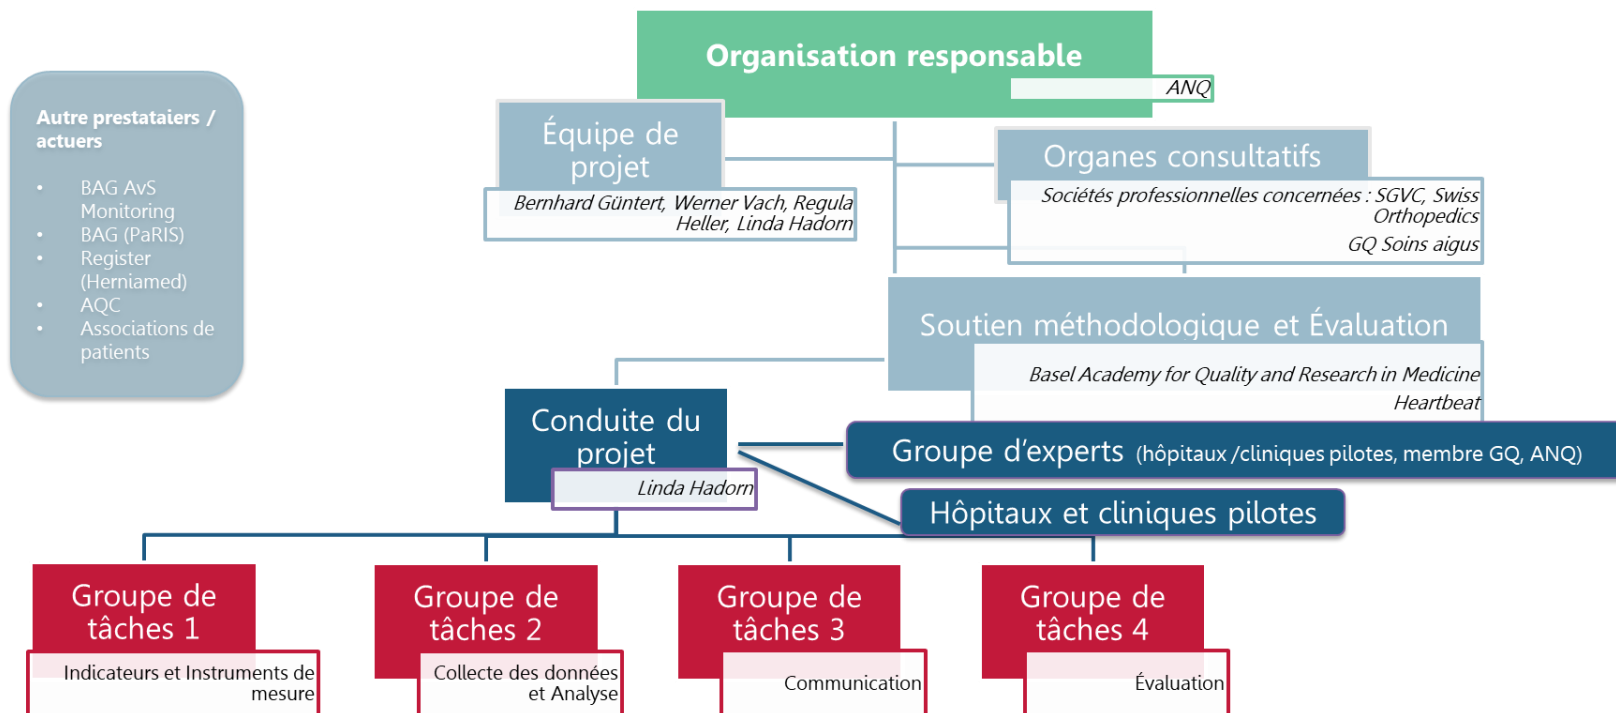 Organisation responsable
ANQ
Autre prestataiers /
actuers
• BAG AvS
Monitoring
• BAG (PaRIS)
• Register
(Herniamed)
• AQC
• Associations de
patients
Équipe de
projet
Bernhard Güntert, Werner Vach, Regula
Heller, Linda Hadorn
Organes consultatifs
Sociétés professionnelles concernées : SGVC, Swiss
Orthopedics
GQ Soins aigus
Soutien méthodologique et Évaluation
Basel Academy for Quality and Research in Medicine
Heartbeat
Conduite du
projet
Linda Hadorn
Groupe d'experts (hôpitaux /cliniques pilotes, membre GQ, ANQ)
Hôpitaux et cliniques pilotes
Groupe de
tâches 1
Indicateurs et Instruments de
mesure
Groupe de
tâches 2
Collecte des données
et Analyse
Groupe de
tâches 3
Communication
Groupe de
tâches 4
Évaluation